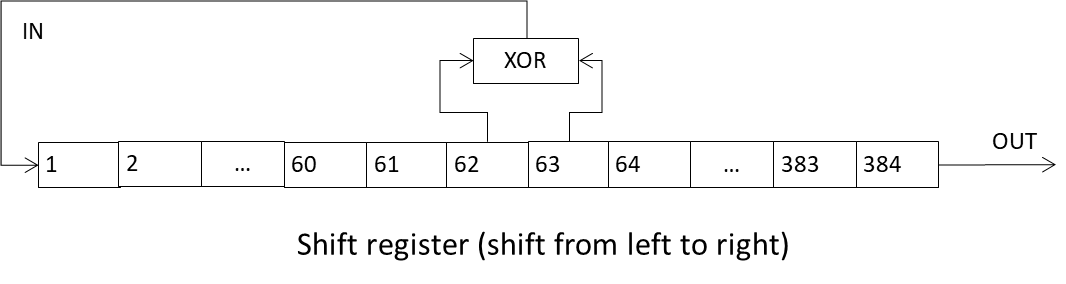 IN
XOR
OUT
1 2 ... 60 61 62 63 64 ... 383 384
Shift register (shift from left to right)